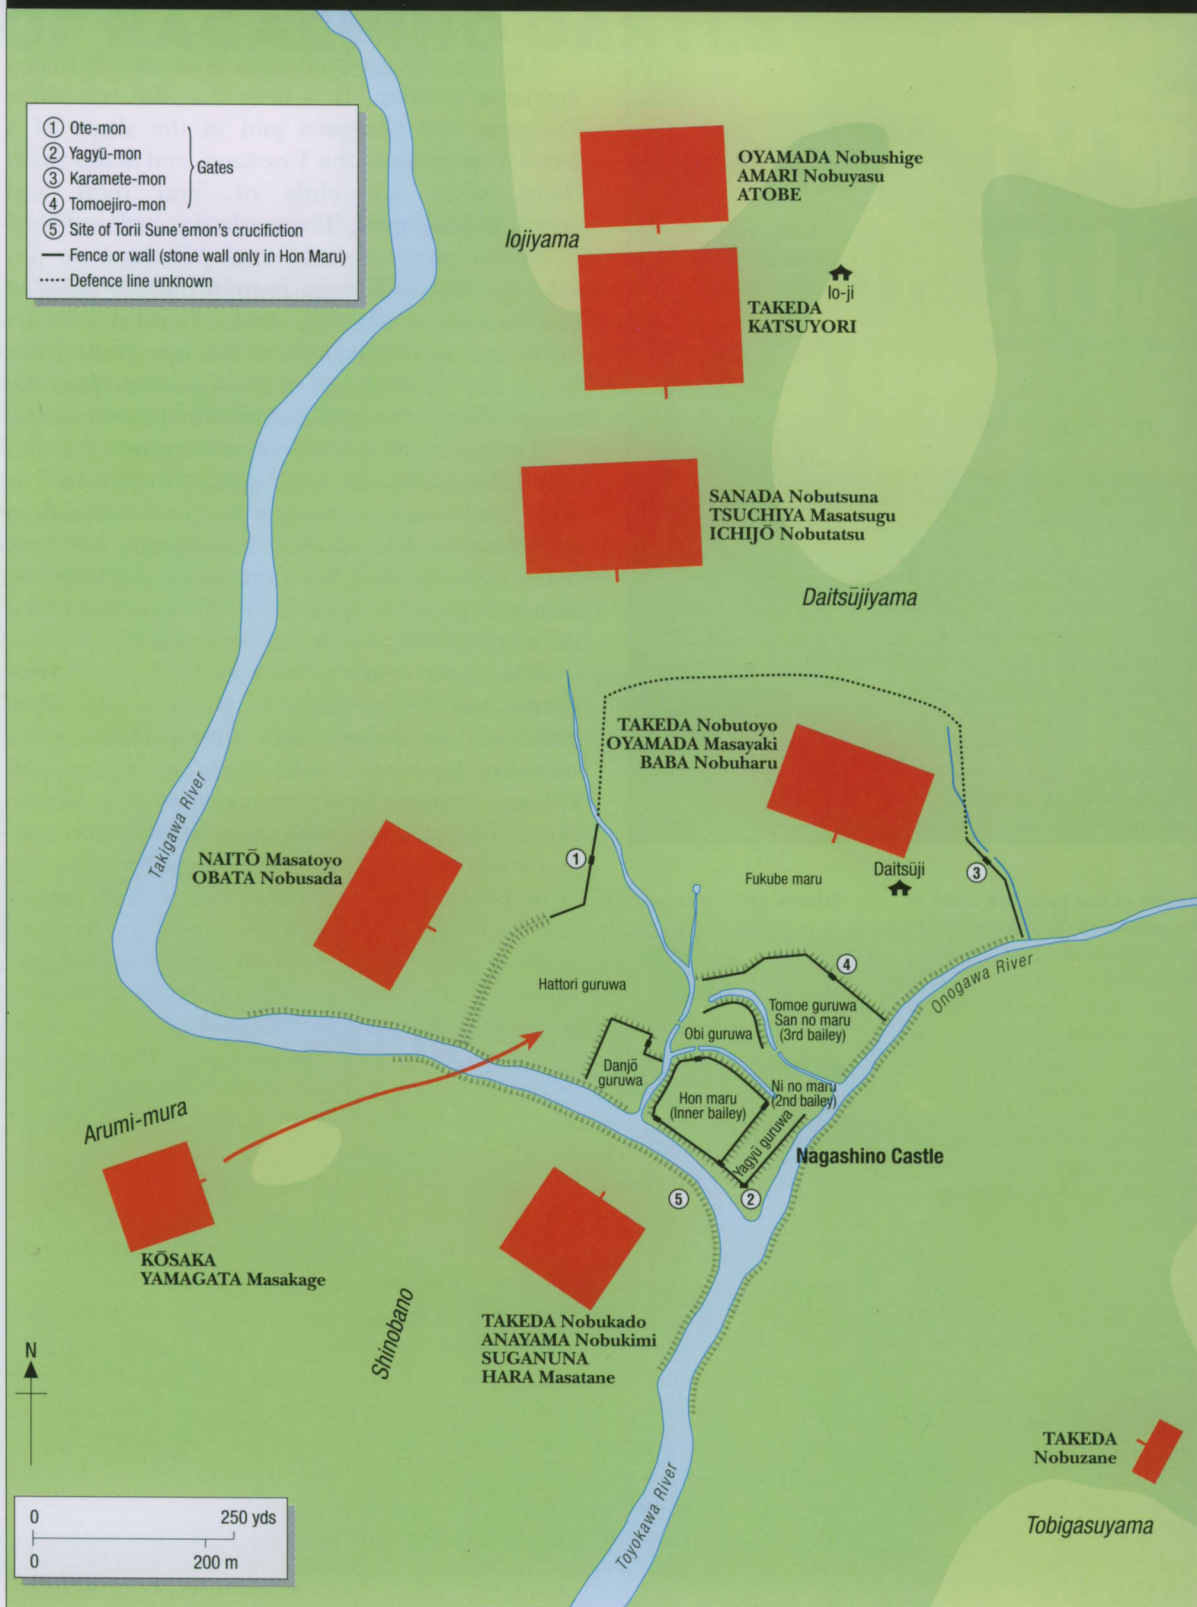 ① Ote-mon
② Yagyū-mon
③ Karamete-mon
④ Tomoejiro-mon
Gates
⑤ Site of Torii Sune'emon's crucifiction
Fence or wall (stone wall only in Hon Maru)
Defence line unknown
OYAMADA Nobushige
AMARI Nobuyasu
ATOBE
Iojiyama
Io-ji
TAKEDA
KATSUYORI
SANADA Nobutsuna
TSUCHIYA Masatsugu
ICHIJŌ Nobutatsu
Daitsūjiyama
TAKEDA Nobutoyo
OYAMADA Masayaki
BABA Nobuharu
Takigawa River
NAITŌ Masatoyo
OBATA Nobusada
①
Fukube maru
Daitsūji
③
④
Onogawa River
Hattori guruwa
Tomoe guruwa
San no maru
(3rd bailey)
Obi guruwa
Danjō
guruwa
Hon maru
(Inner bailey)
Ni no maru
(2nd bailey)
Yagyū guruwa
Nagashino Castle
Arumi-mura
⑤
②
KŌSAKA
YAMAGATA Masakage
Shinobano
TAKEDA Nobukado
ANAYAMA Nobukimi
SUGANUNA
HARA Masatane
N
TAKEDA
Nobuzane
Toyokawa River
Tobigasuyama
0 250 yds
0 200 m